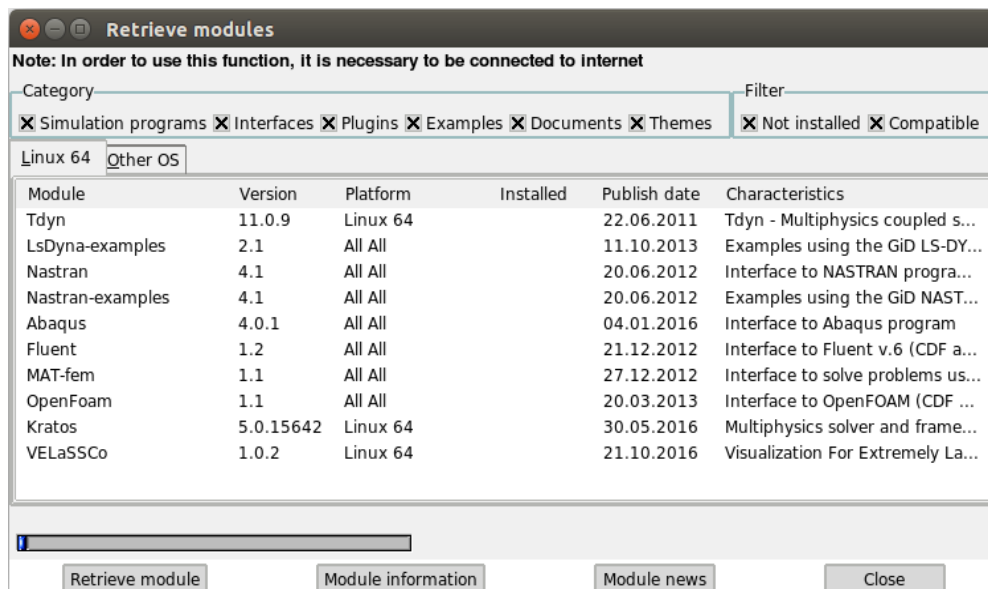 Retrieve modules
Note: In order to use this function, it is necessary to be connected to internet
Category Filter
Simulation programs Interfaces Plugins Examples Documents Themes Not installed Compatible
Linux 64 Other OS
Module Version Platform Installed Publish date Characteristics
Tdyn 11.0.9 Linux 64 22.06.2011 Tdyn - Multiphysics coupled s...
LsDyna-examples 2.1 All All 11.10.2013 Examples using the GiD LS-DY...
Nastran 4.1 All All 20.06.2012 Interface to NASTRAN progra...
Nastran-examples 4.1 All All 20.06.2012 Examples using the GiD NAST...
Abaqus 4.0.1 All All 04.01.2016 Interface to Abaqus program
Fluent 1.2 All All 21.12.2012 Interface to Fluent v.6 (CDF a...
MAT-fem 1.1 All All 27.12.2012 Interface to solve problems us...
OpenFoam 1.1 All All 20.03.2013 Interface to OpenFOAM (CDF ...
Kratos 5.0.15642 Linux 64 30.05.2016 Multiphysics solver and frame...
VELaSSCo 1.0.2 Linux 64 21.10.2016 Visualization For Extremely La...
Retrieve module Module information Module news Close